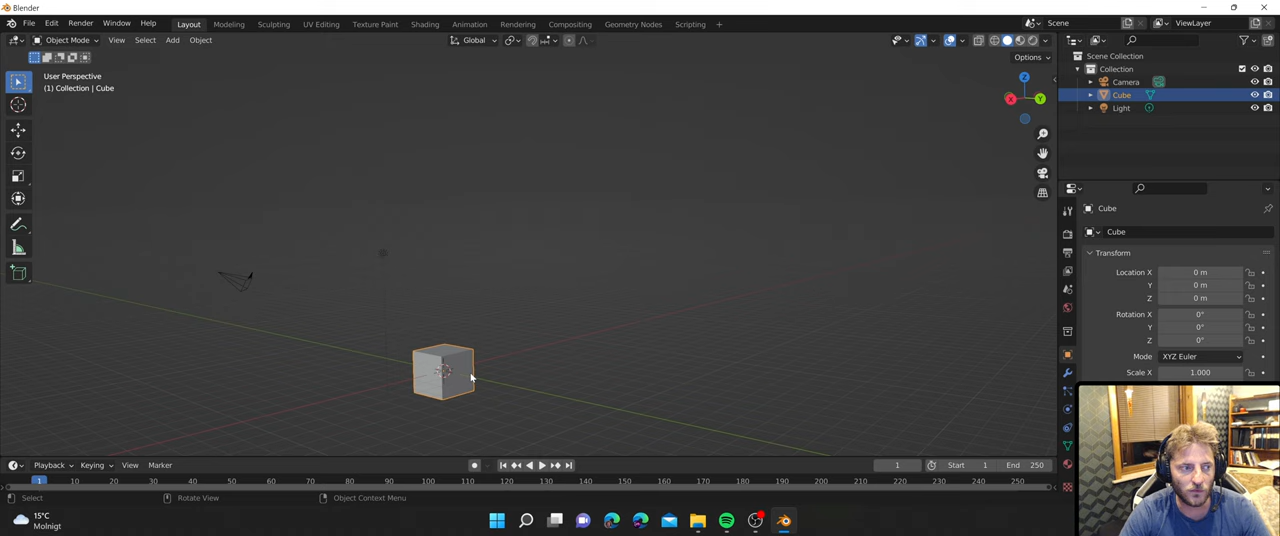 Blender
File Edit Render Window Help Layout Modeling Sculpting UV Editing Texture Paint Shading Animation Rendering Compositing Geometry Nodes Scripting + Scene ViewLayer
Object Mode View Select Add Object Global
Options
User Perspective
(1) Collection | Cube
Z
X Y
Scene Collection
Collection
Camera
Cube
Light
Cube
Cube
Transform
Location X 0 m
Y 0 m
Z 0 m
Rotation X 0°
Y 0°
Z 0°
Mode XYZ Euler
Scale X 1.000
Playback Keying View Marker 1 Start 1 End 250
1 10 20 30 40 50 60 70 80 90 100 110 120 130 140 150 160 170 180 190 200 210 220 230 240 250
Select Rotate View Object Context Menu
15°C
Molnigt